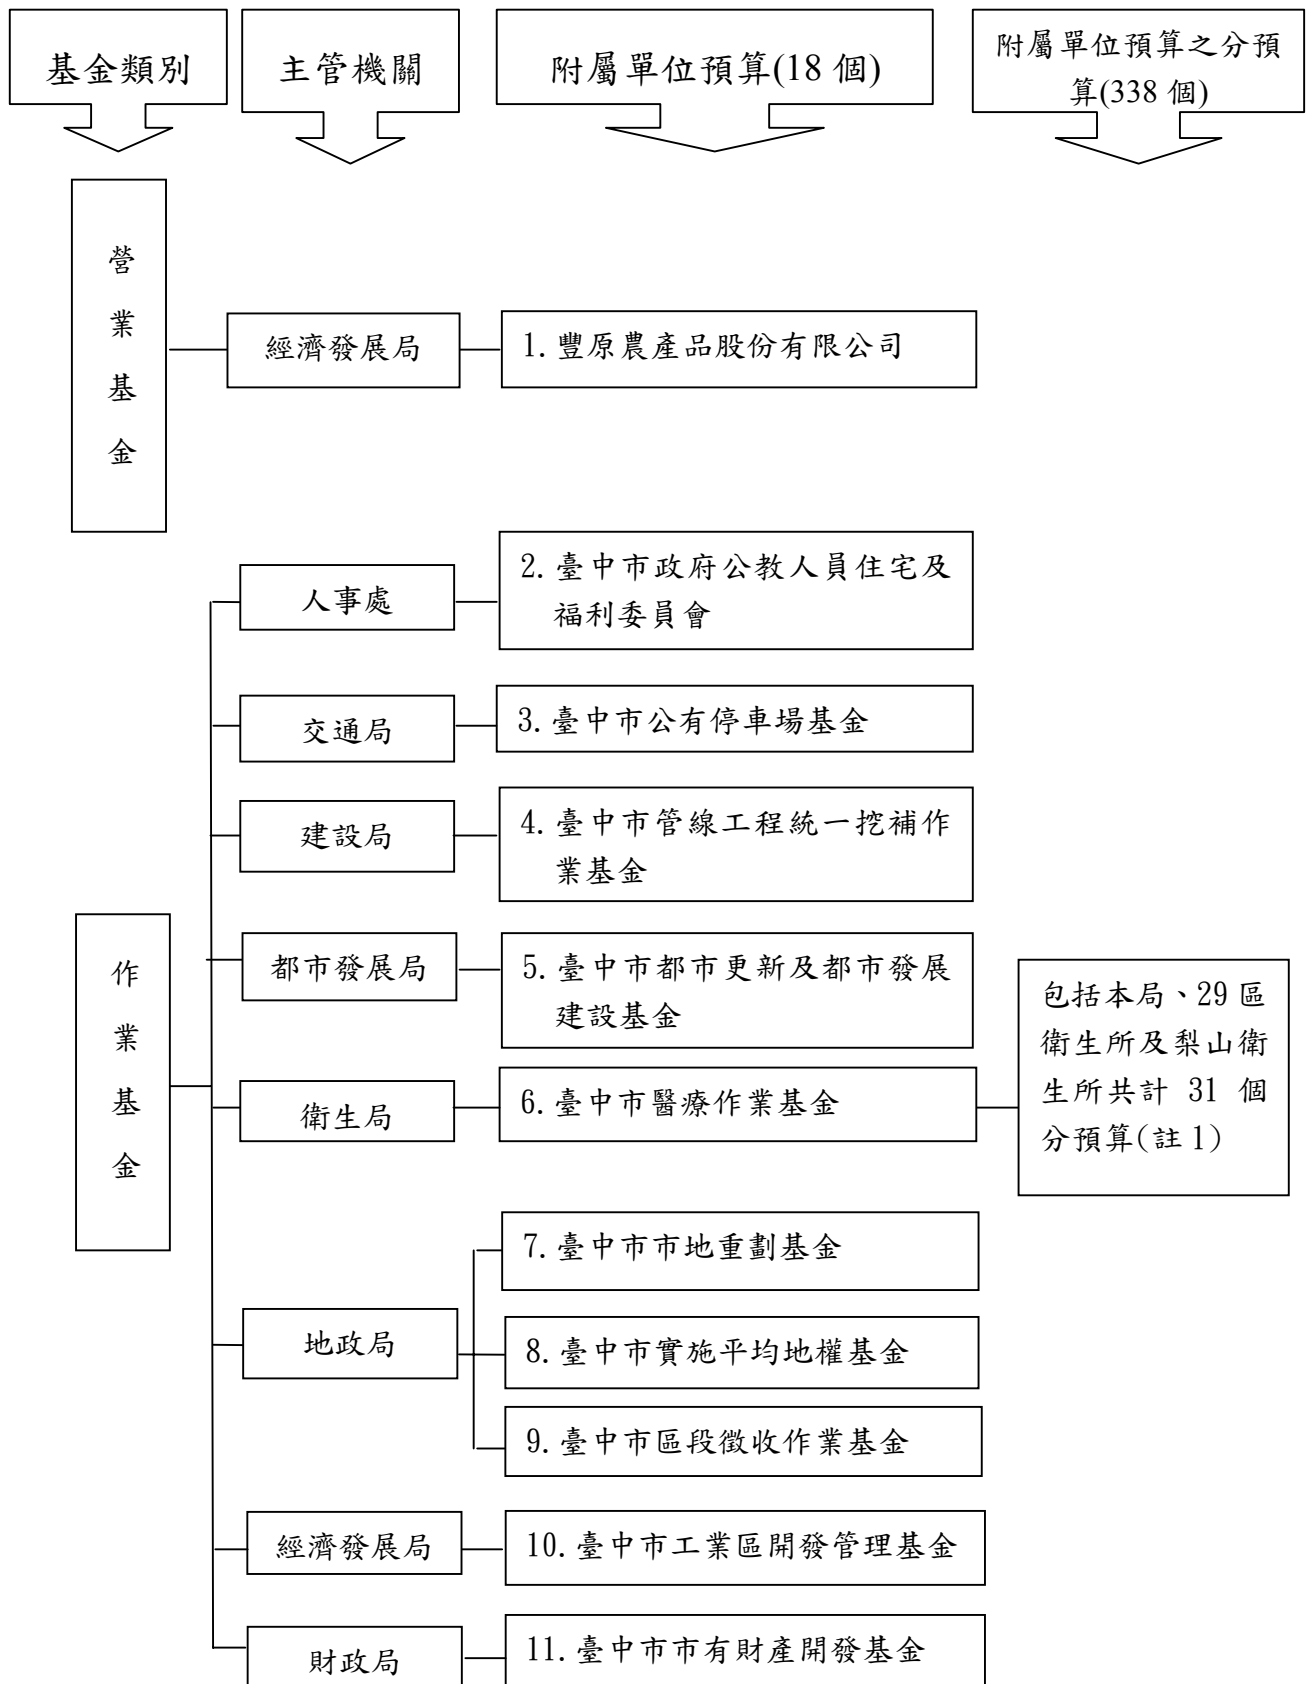 基金類別
主管機關
附屬單位預算(18 個)
附屬單位預算之分預
算(338 個)
營
業
基
金
經濟發展局
1. 豐原農產品股份有限公司
人事處
2. 臺中市政府公教人員住宅及
福利委員會
交通局
3. 臺中市公有停車場基金
建設局
4. 臺中市管線工程統一挖補作
業基金
作
業
基
金
都市發展局
5. 臺中市都市更新及都市發展
建設基金
衛生局
6. 臺中市醫療作業基金
包括本局、29 區
衛生所及梨山衛
生所共計 31 個
分預算(註 1)
地政局
7. 臺中市市地重劃基金
8. 臺中市實施平均地權基金
9. 臺中市區段徵收作業基金
經濟發展局
10. 臺中市工業區開發管理基金
財政局
11. 臺中市市有財產開發基金